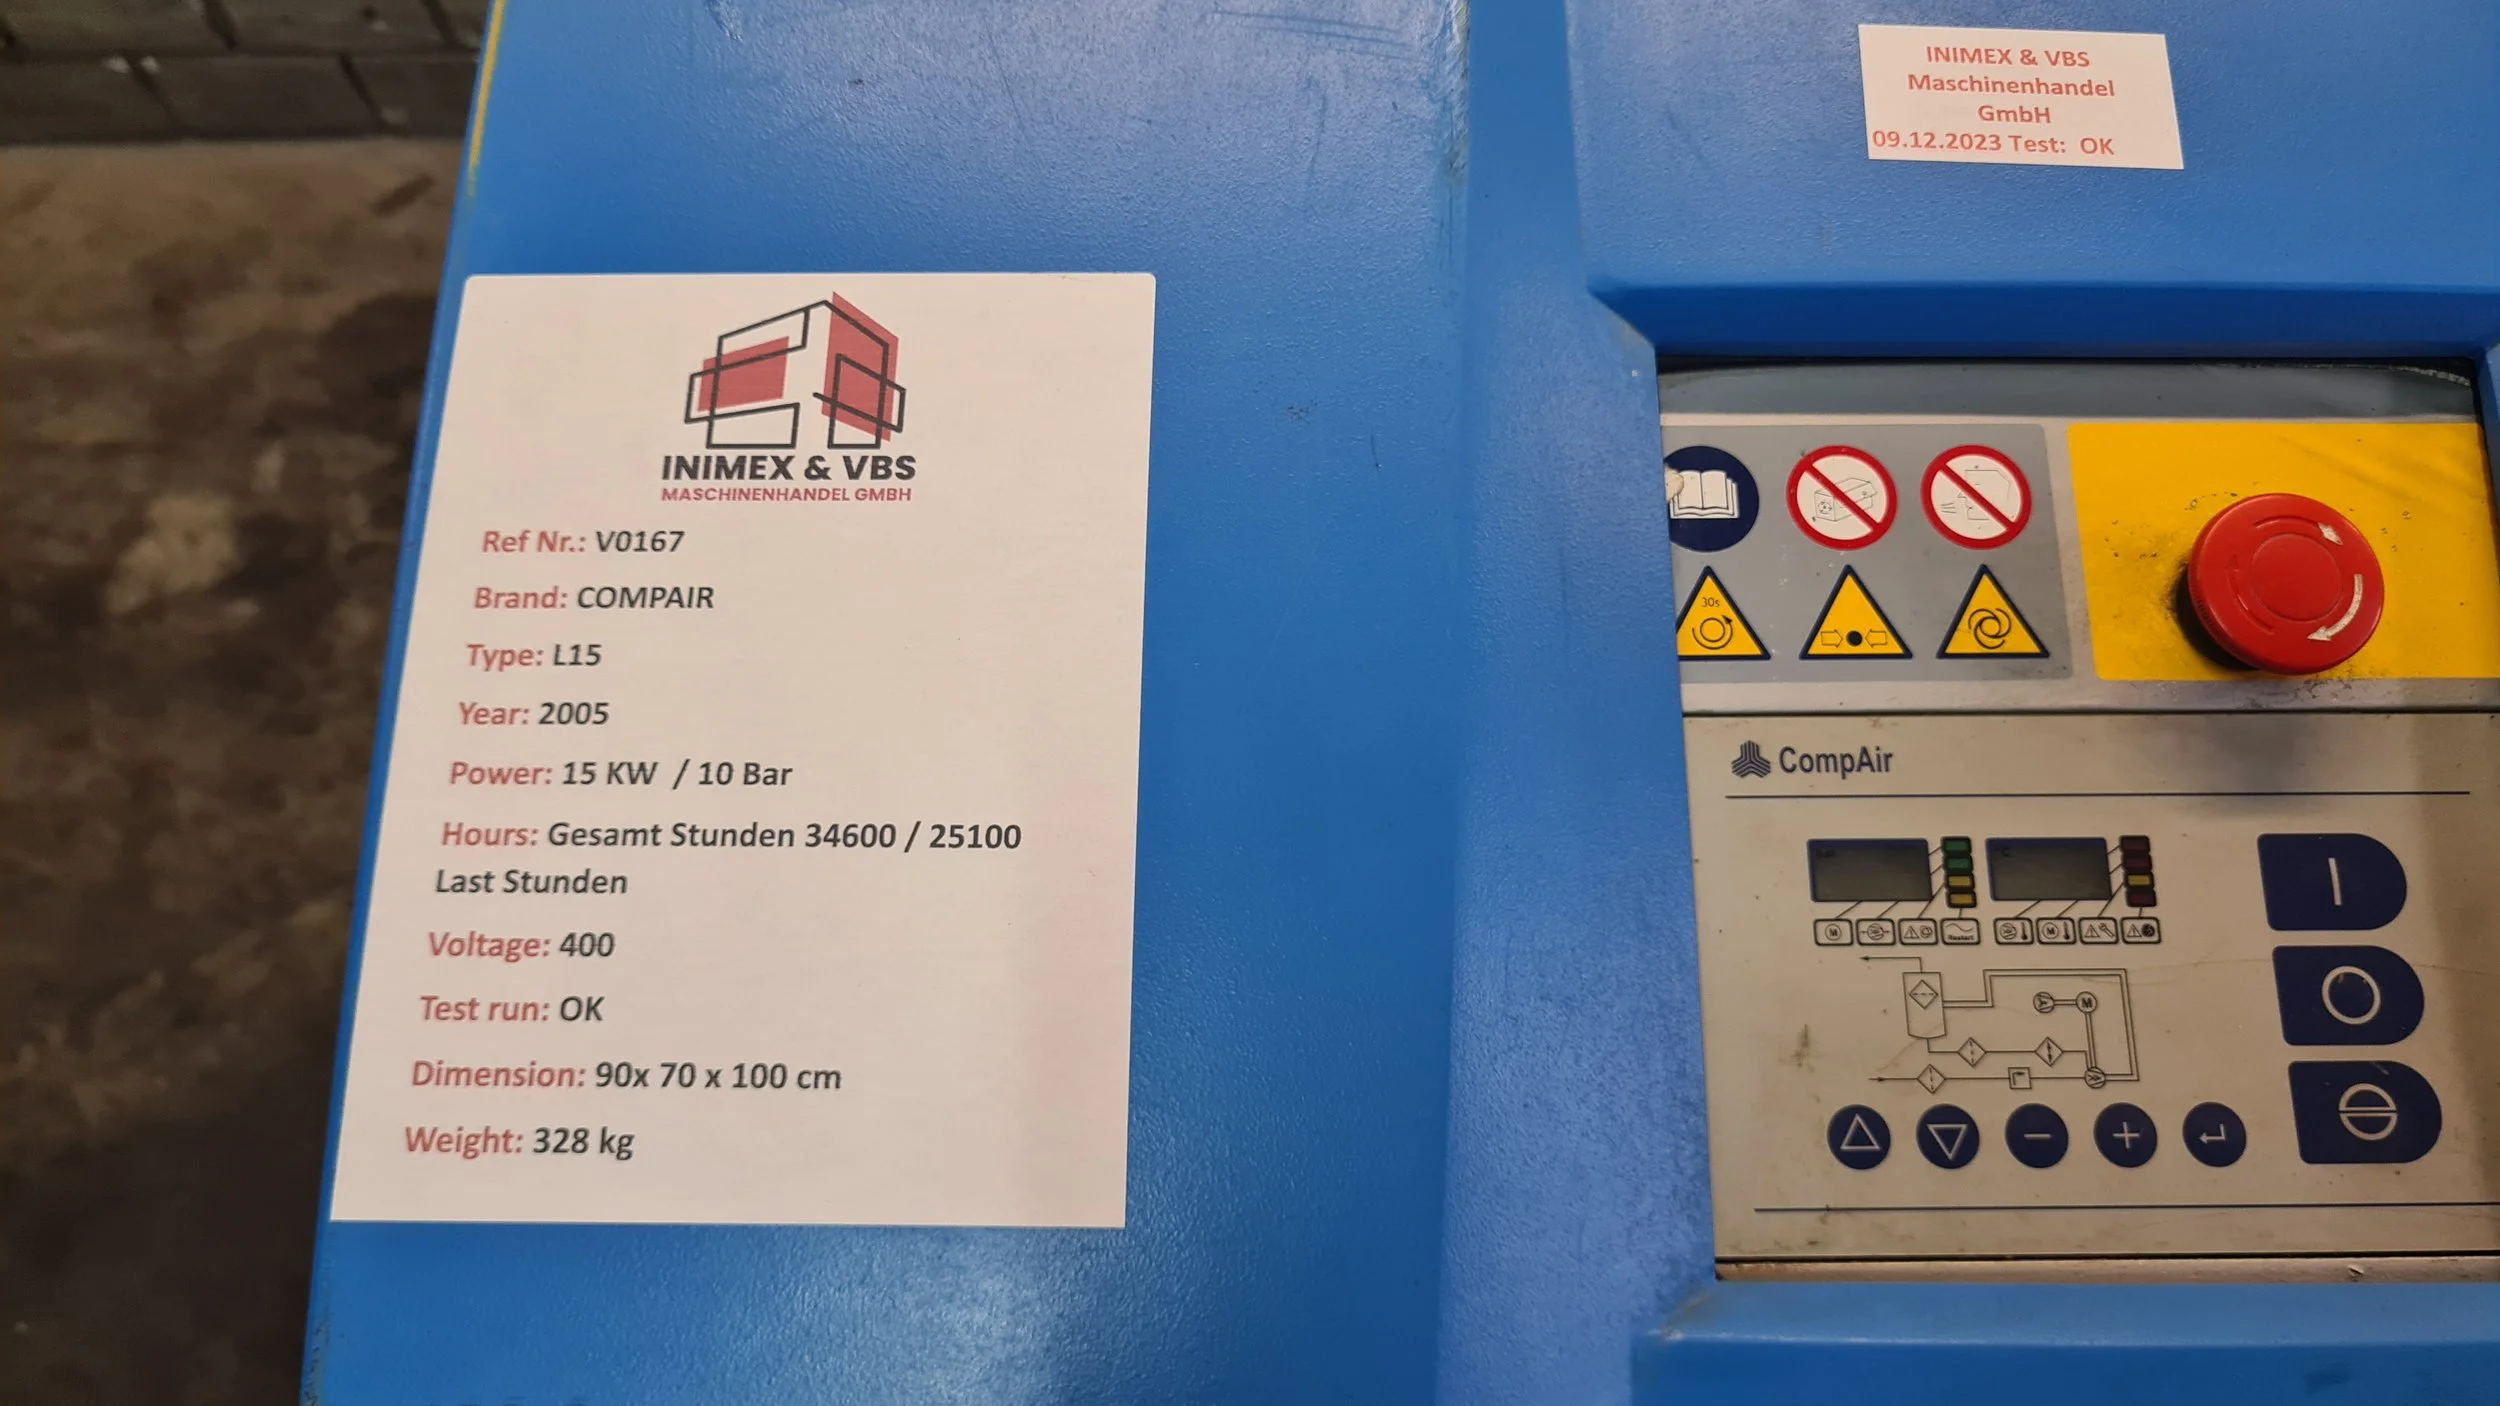 INIMEX & VBS
Maschinenhandel
GmbH
09.12.2023 Test: OK
INIMEX & VBS
MASCHINENHANDEL GMBH
Ref Nr.: V0167
Brand: COMPAIR
Type: L15
Year: 2005
Power: 15 KW / 10 Bar
Hours: Gesamt Stunden 34600 / 25100
Last Stunden
Voltage: 400
Test run: OK
Dimension: 90x 70 x 100 cm
Weight: 328 kg
30s
CompAir
°C
M
M
Restart
M